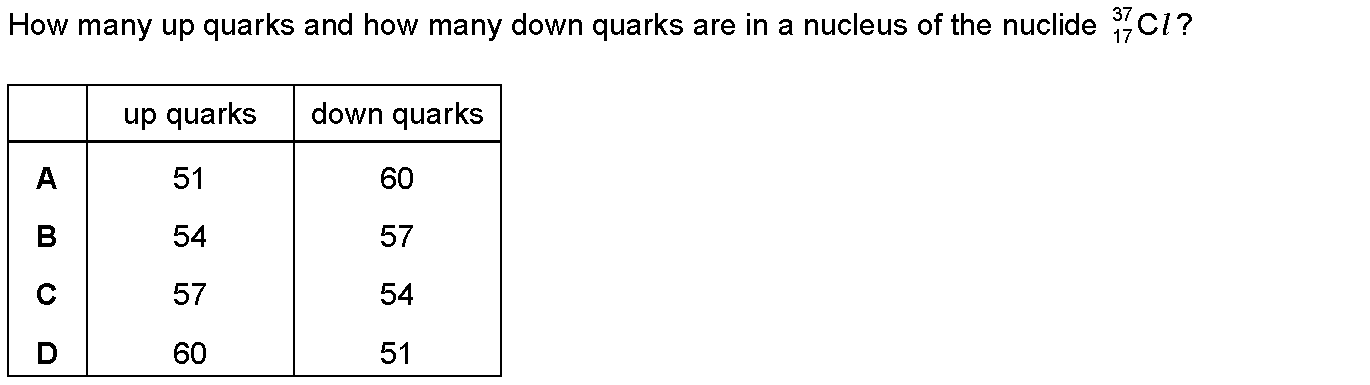 How many up quarks and how many down quarks are in a nucleus of the nuclide ³⁷₁₇Cl?
up quarks down quarks
A 51 60
B 54 57
C 57 54
D 60 51